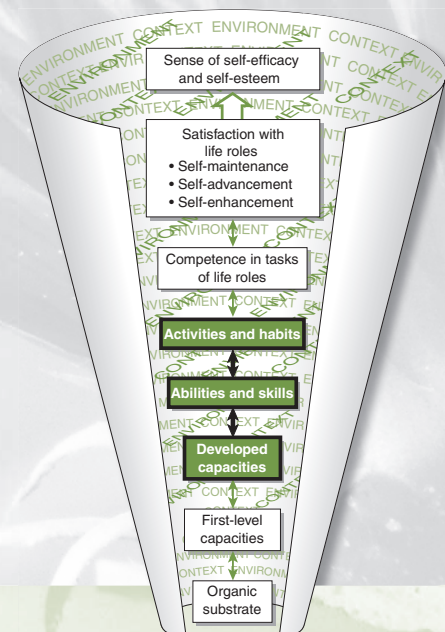 ENVIRONMENT CONTEXT ENVIRONMENT CONTEXT ENVIRONMENT
Sense of self-efficacy
and self-esteem
Satisfaction with
life roles
• Self-maintenance
• Self-advancement
• Self-enhancement
Competence in tasks
of life roles
Activities and habits
Abilities and skills
Developed
capacities
First-level
capacities
Organic
substrate